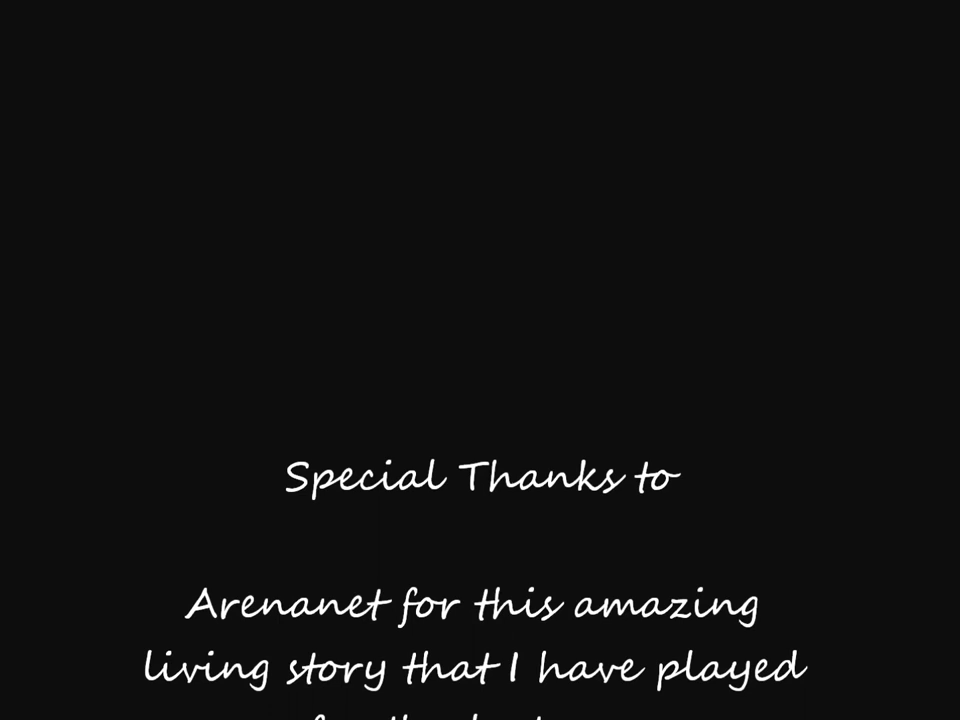 Special Thanks to
Arenanet for this amazing
living story that I have played